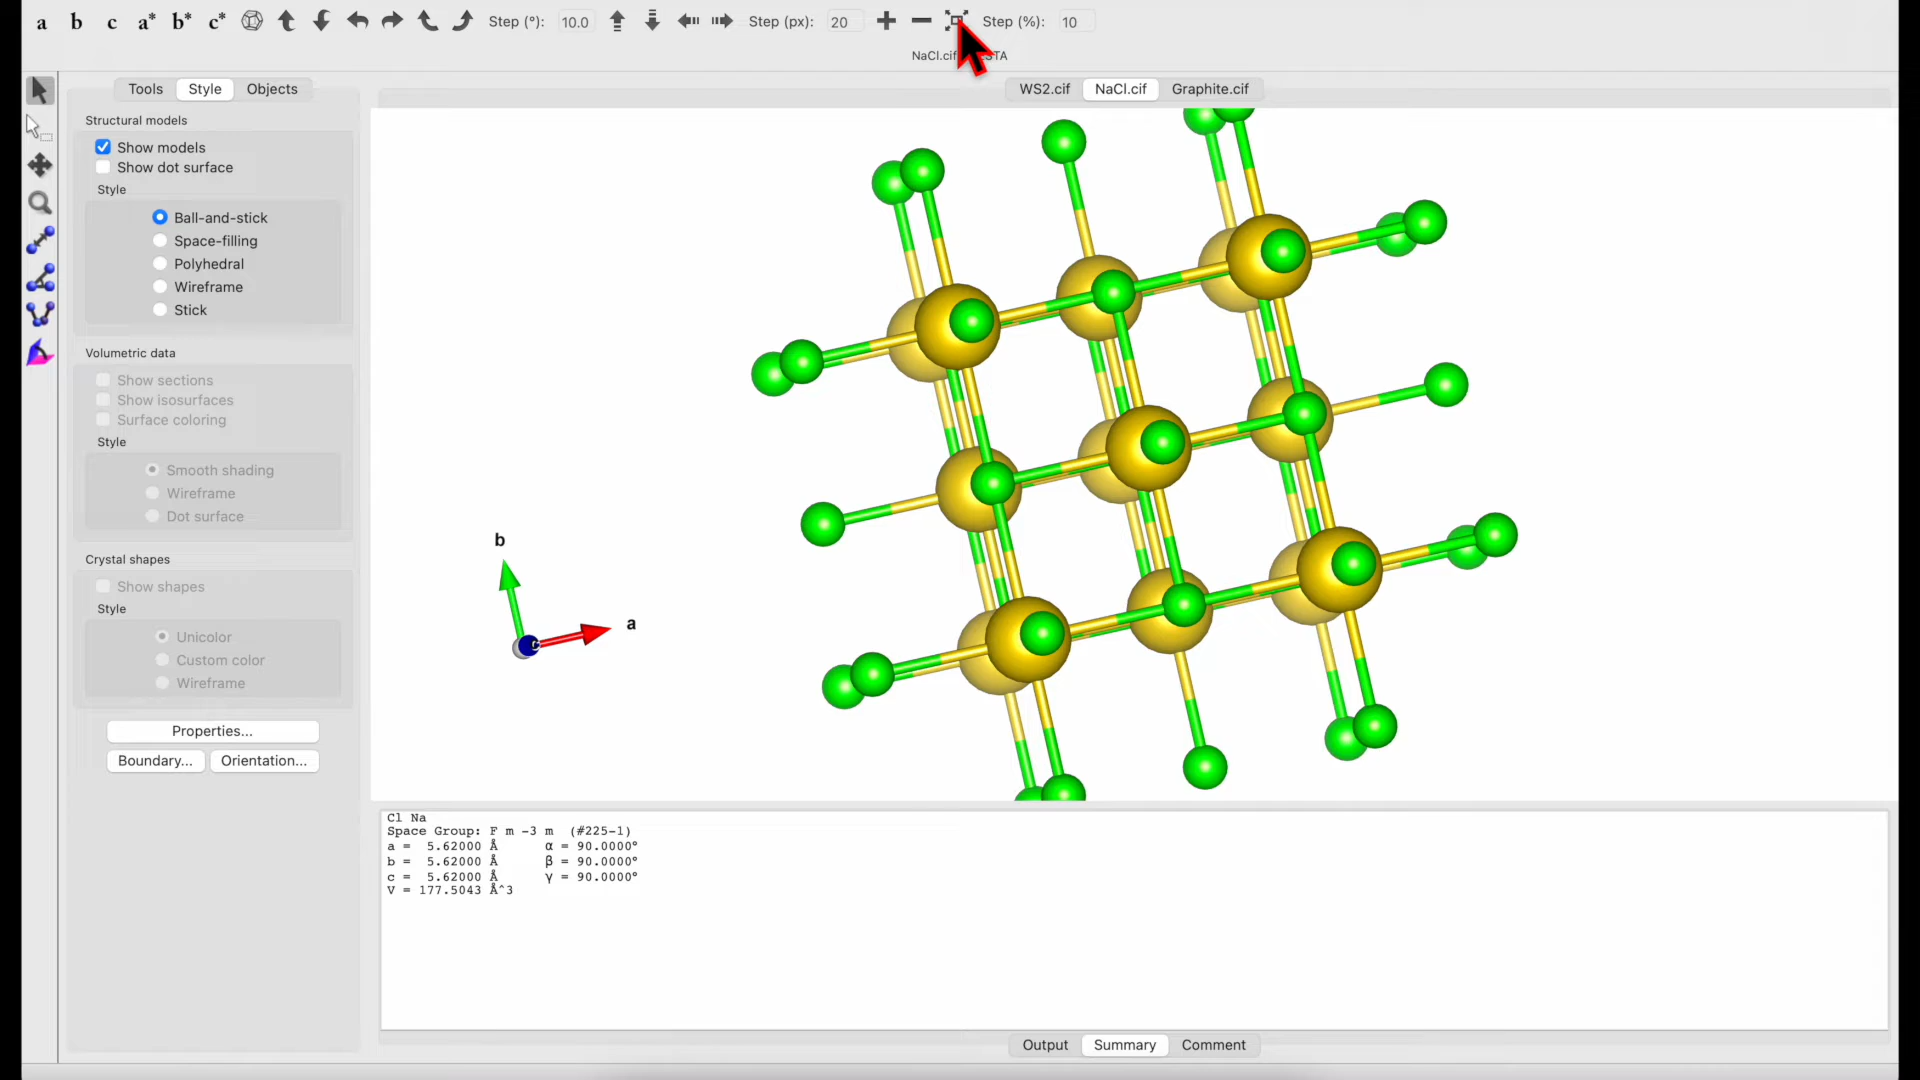 a b c a* b* c* Step (°): 10.0 Step (px): 20 Step (%): 10
Tools Style Objects
WS2.cif NaCl.cif Graphite.cif
Structural models
Show models
Show dot surface
Style
Ball-and-stick
Space-filling
Polyhedral
Wireframe
Stick
Volumetric data
Show sections
Show isosurfaces
Surface coloring
Style
Smooth shading
Wireframe
Dot surface
Crystal shapes
Show shapes
Style
Unicolor
Custom color
Wireframe
Properties...
Boundary... Orientation...
b
a
c
Cl Na
Space Group: F m -3 m (#225-1)
a = 5.62000 Å α = 90.0000°
b = 5.62000 Å β = 90.0000°
c = 5.62000 Å γ = 90.0000°
V = 177.5043 Å^3
Output Summary Comment